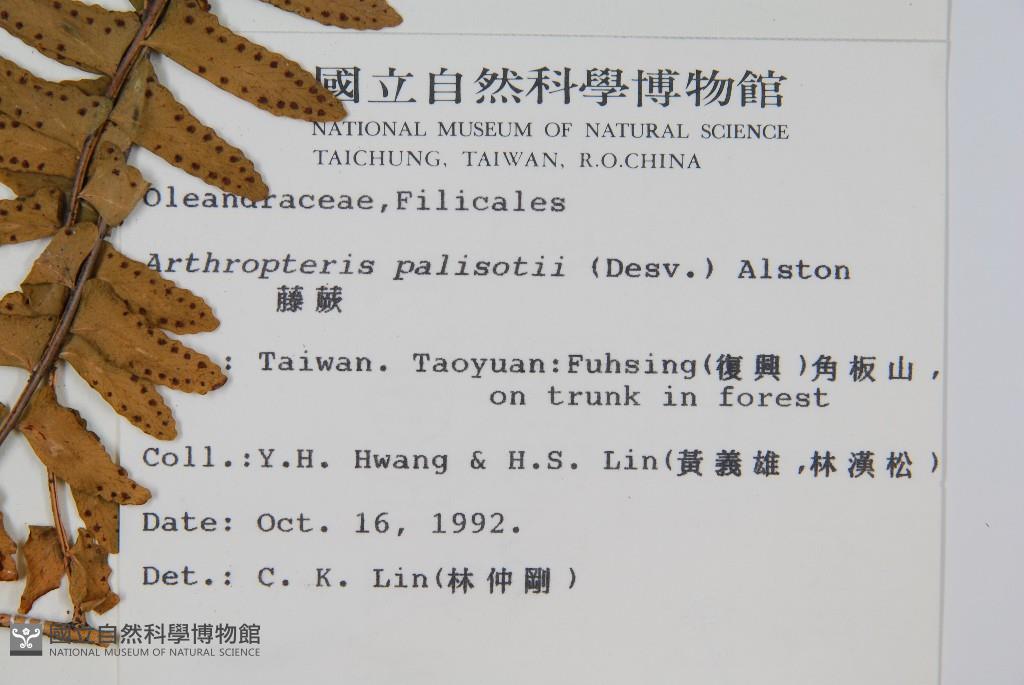 國立自然科學博物館
NATIONAL MUSEUM OF NATURAL SCIENCE
TAICHUNG, TAIWAN, R.O.CHINA
Oleandraceae,Filicales
Arthropteris palisotii (Desv.) Alston
藤蕨
: Taiwan. Taoyuan:Fuhsing(復興)角板山,
on trunk in forest
Coll.:Y.H. Hwang & H.S. Lin(黃義雄,林漢松)
Date: Oct. 16, 1992.
Det.: C. K. Lin(林仲剛)
國立自然科學博物館
NATIONAL MUSEUM OF NATURAL SCIENCE